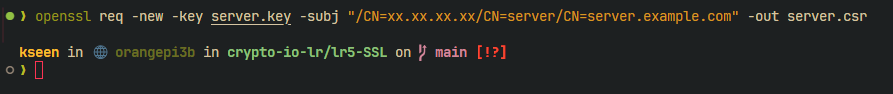 ❯ openssl req -new -key server.key -subj "/CN=xx.xx.xx.xx/CN=server/CN=server.example.com" -out server.csr
kseen in 🌐 orangepi3b in crypto-io-lr/lr5-SSL on main [!?]
❯